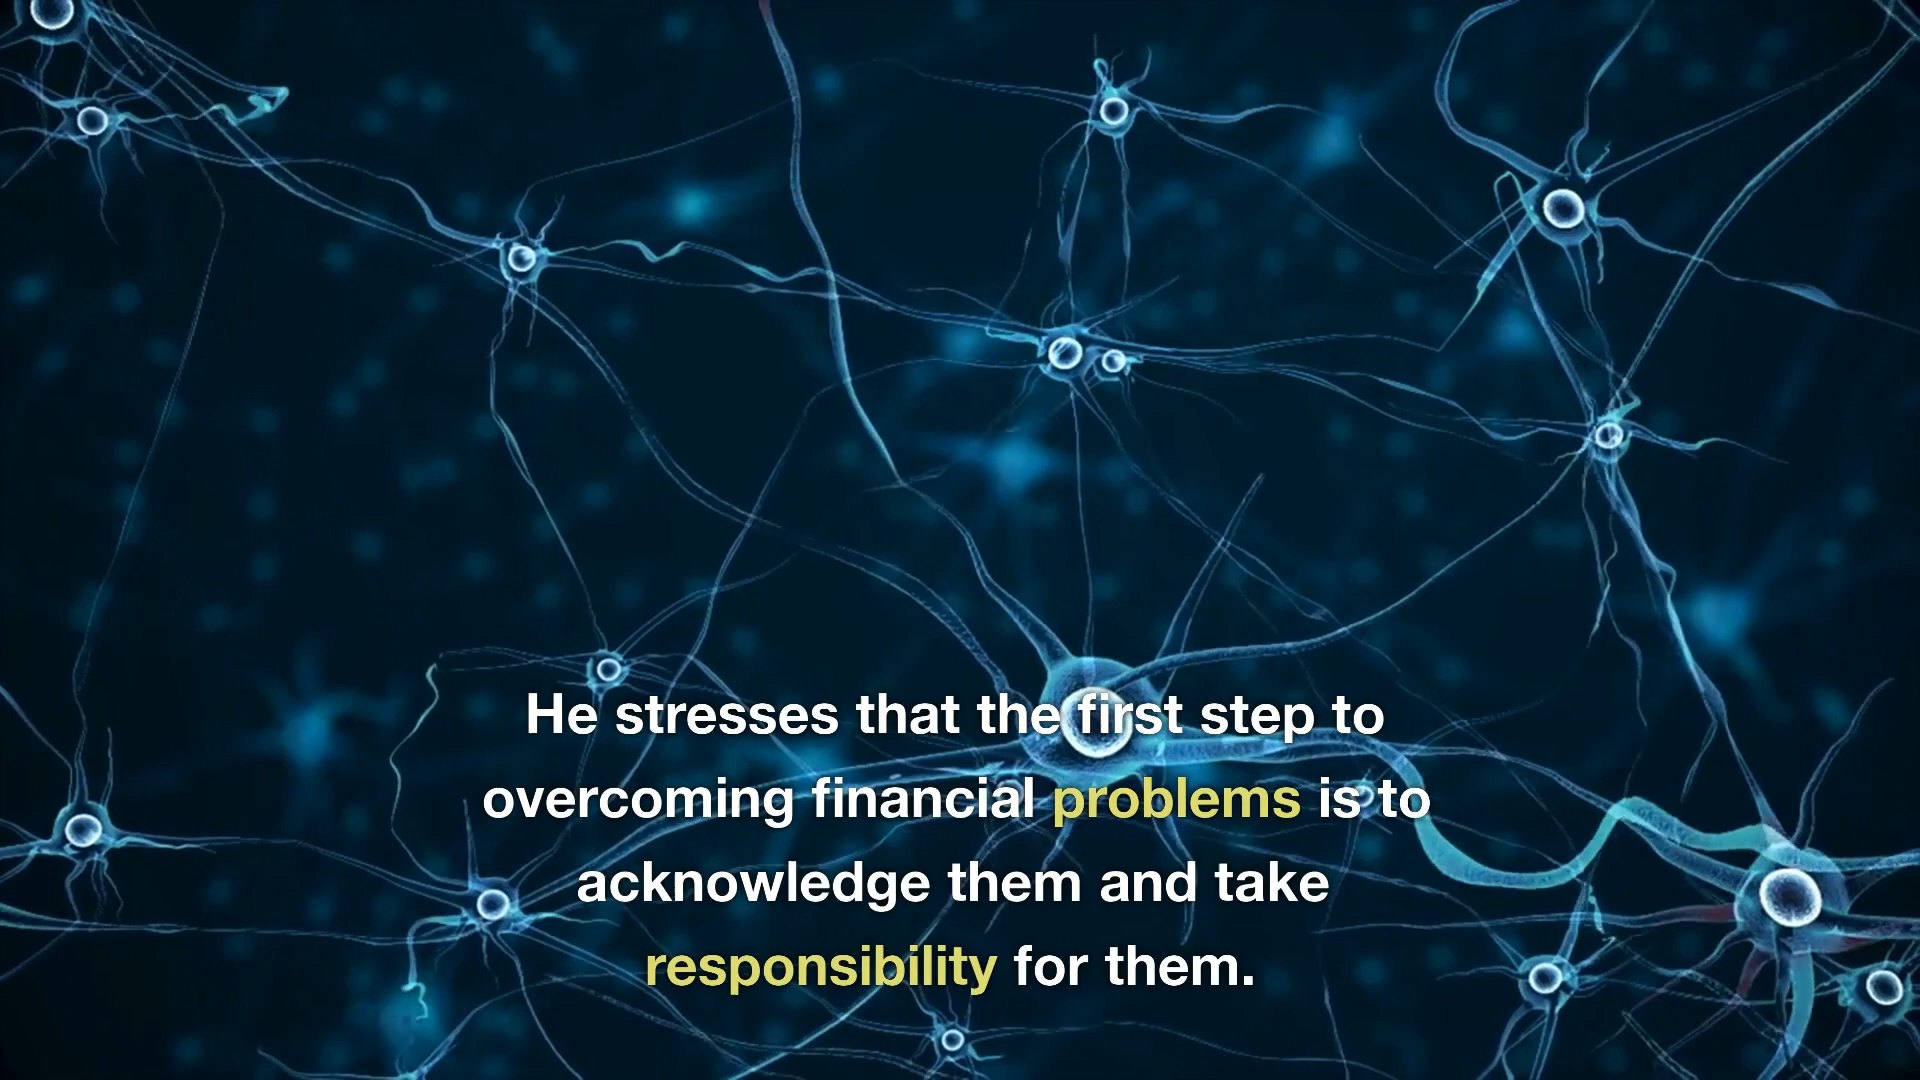 He stresses that the first step to
overcoming financial problems is to
acknowledge them and take
responsibility for them.